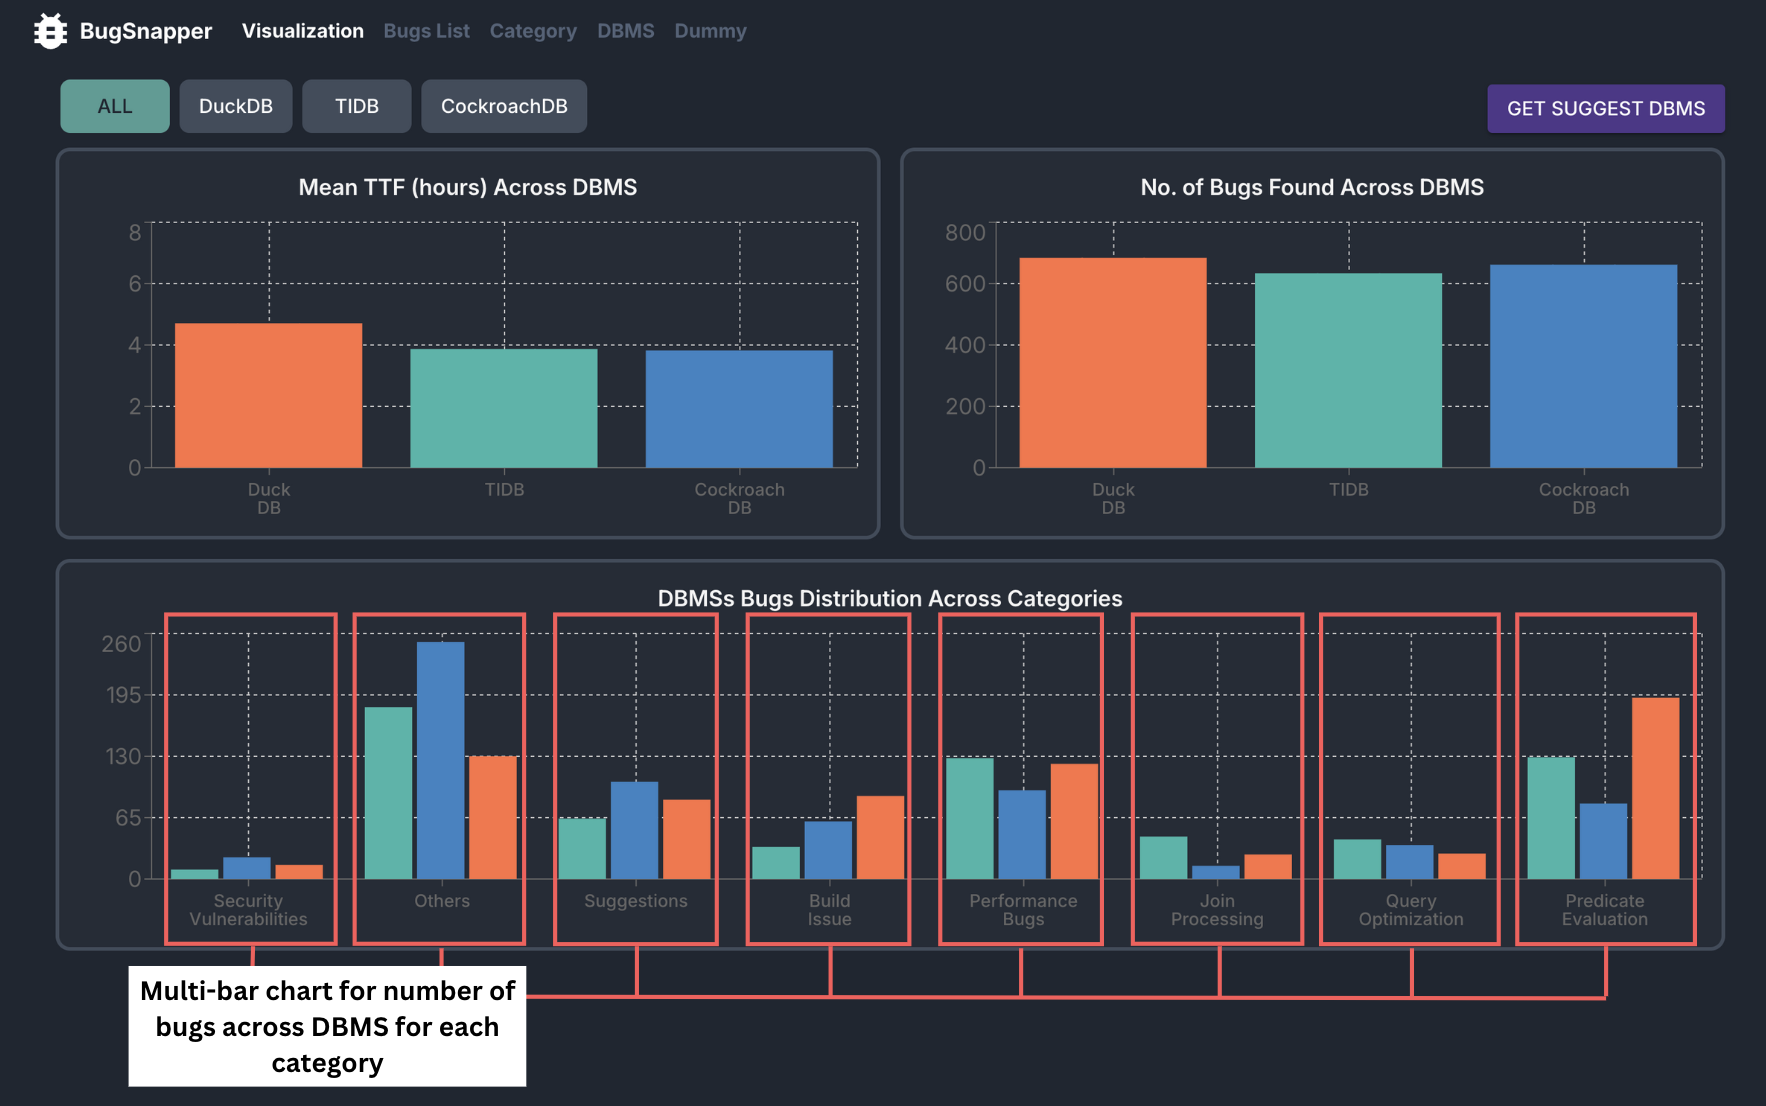 BugSnapper Visualization Bugs List Category DBMS Dummy
ALL DuckDB TIDB CockroachDB GET SUGGEST DBMS
Mean TTF (hours) Across DBMS
8
6
4
2
0
Duck
DB
TIDB
Cockroach
DB
No. of Bugs Found Across DBMS
800
600
400
200
0
Duck
DB
TIDB
Cockroach
DB
DBMSs Bugs Distribution Across Categories
260
195
130
65
0
Security
Vulnerabilities
Others
Suggestions
Build
Issue
Performance
Bugs
Join
Processing
Query
Optimization
Predicate
Evaluation
Multi-bar chart for number of
bugs across DBMS for each
category